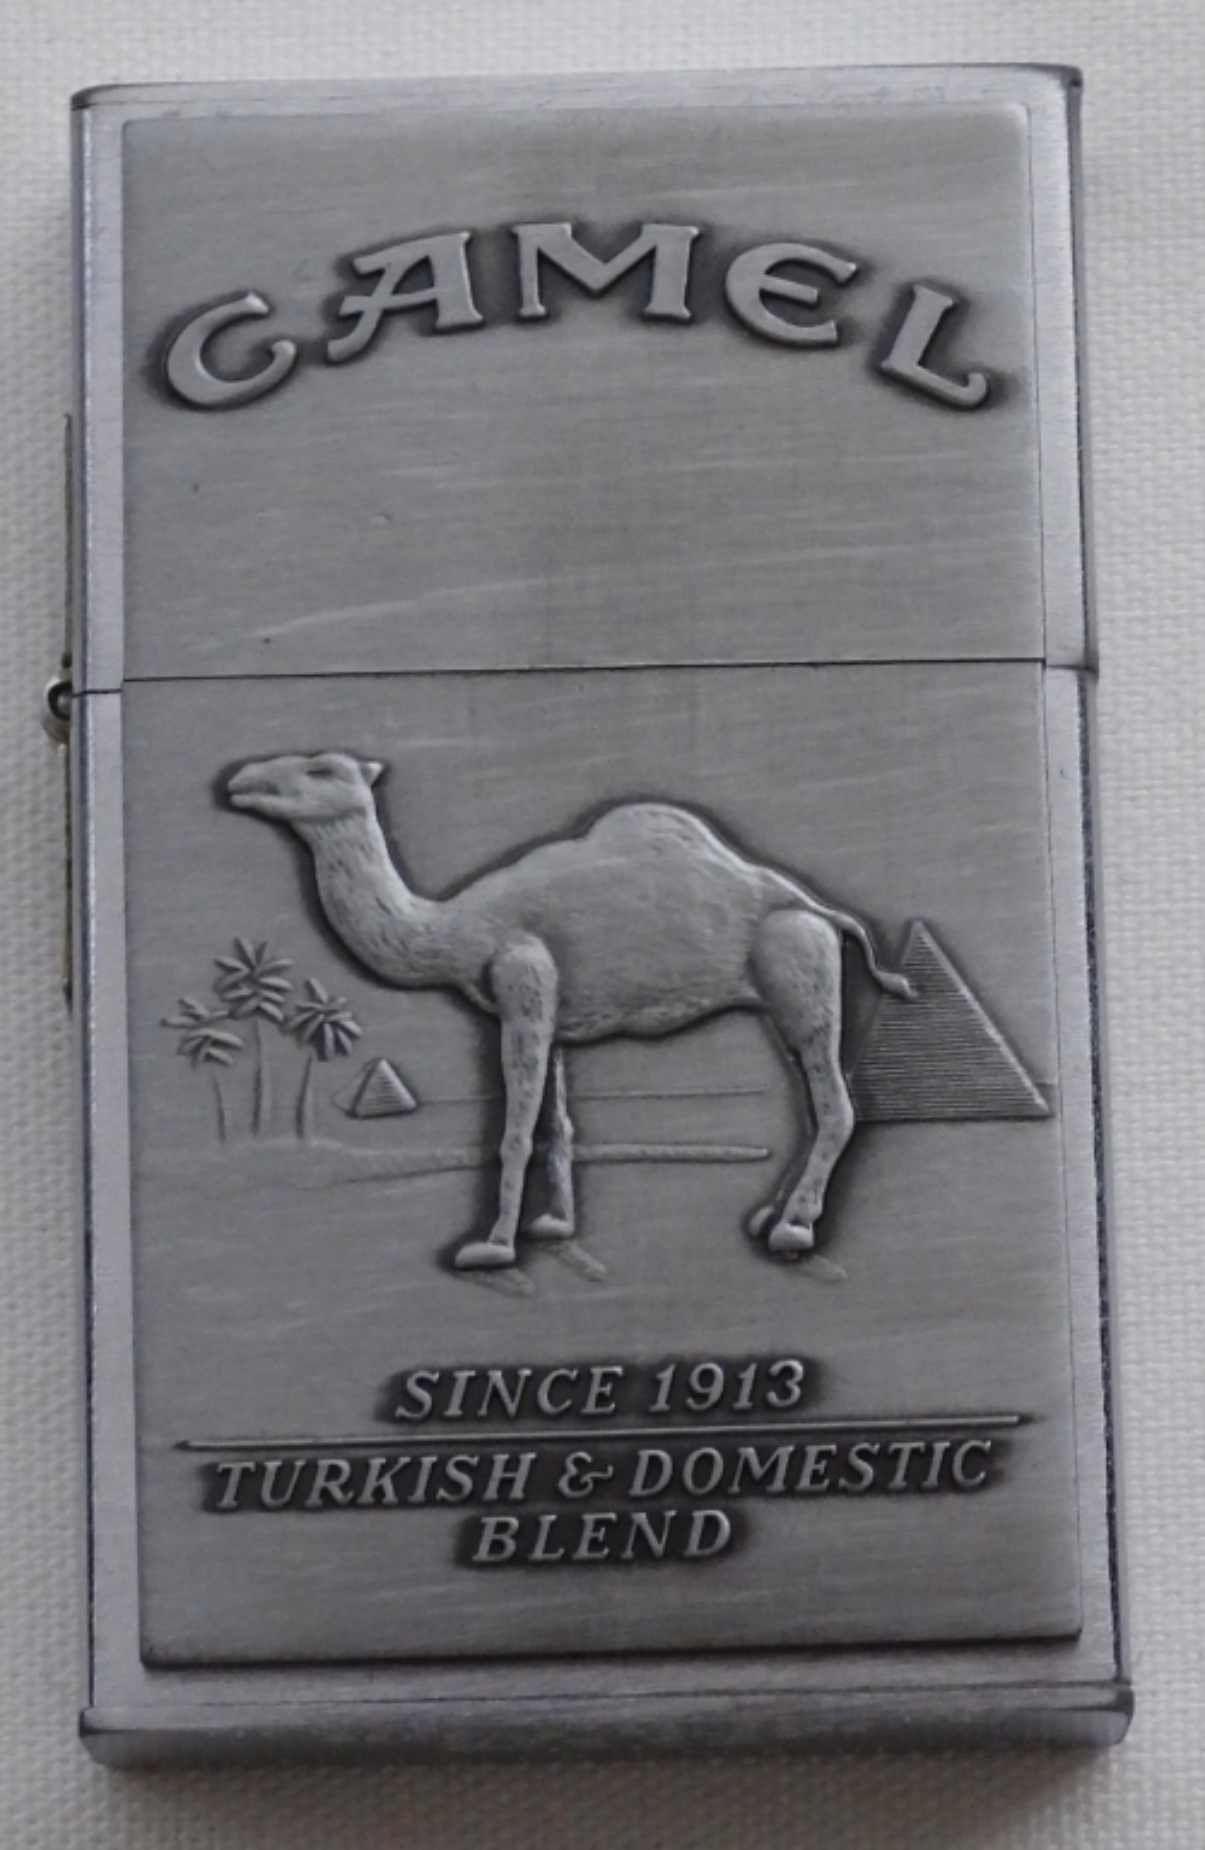 CAMEL
SINCE 1913
TURKISH & DOMESTIC
BLEND